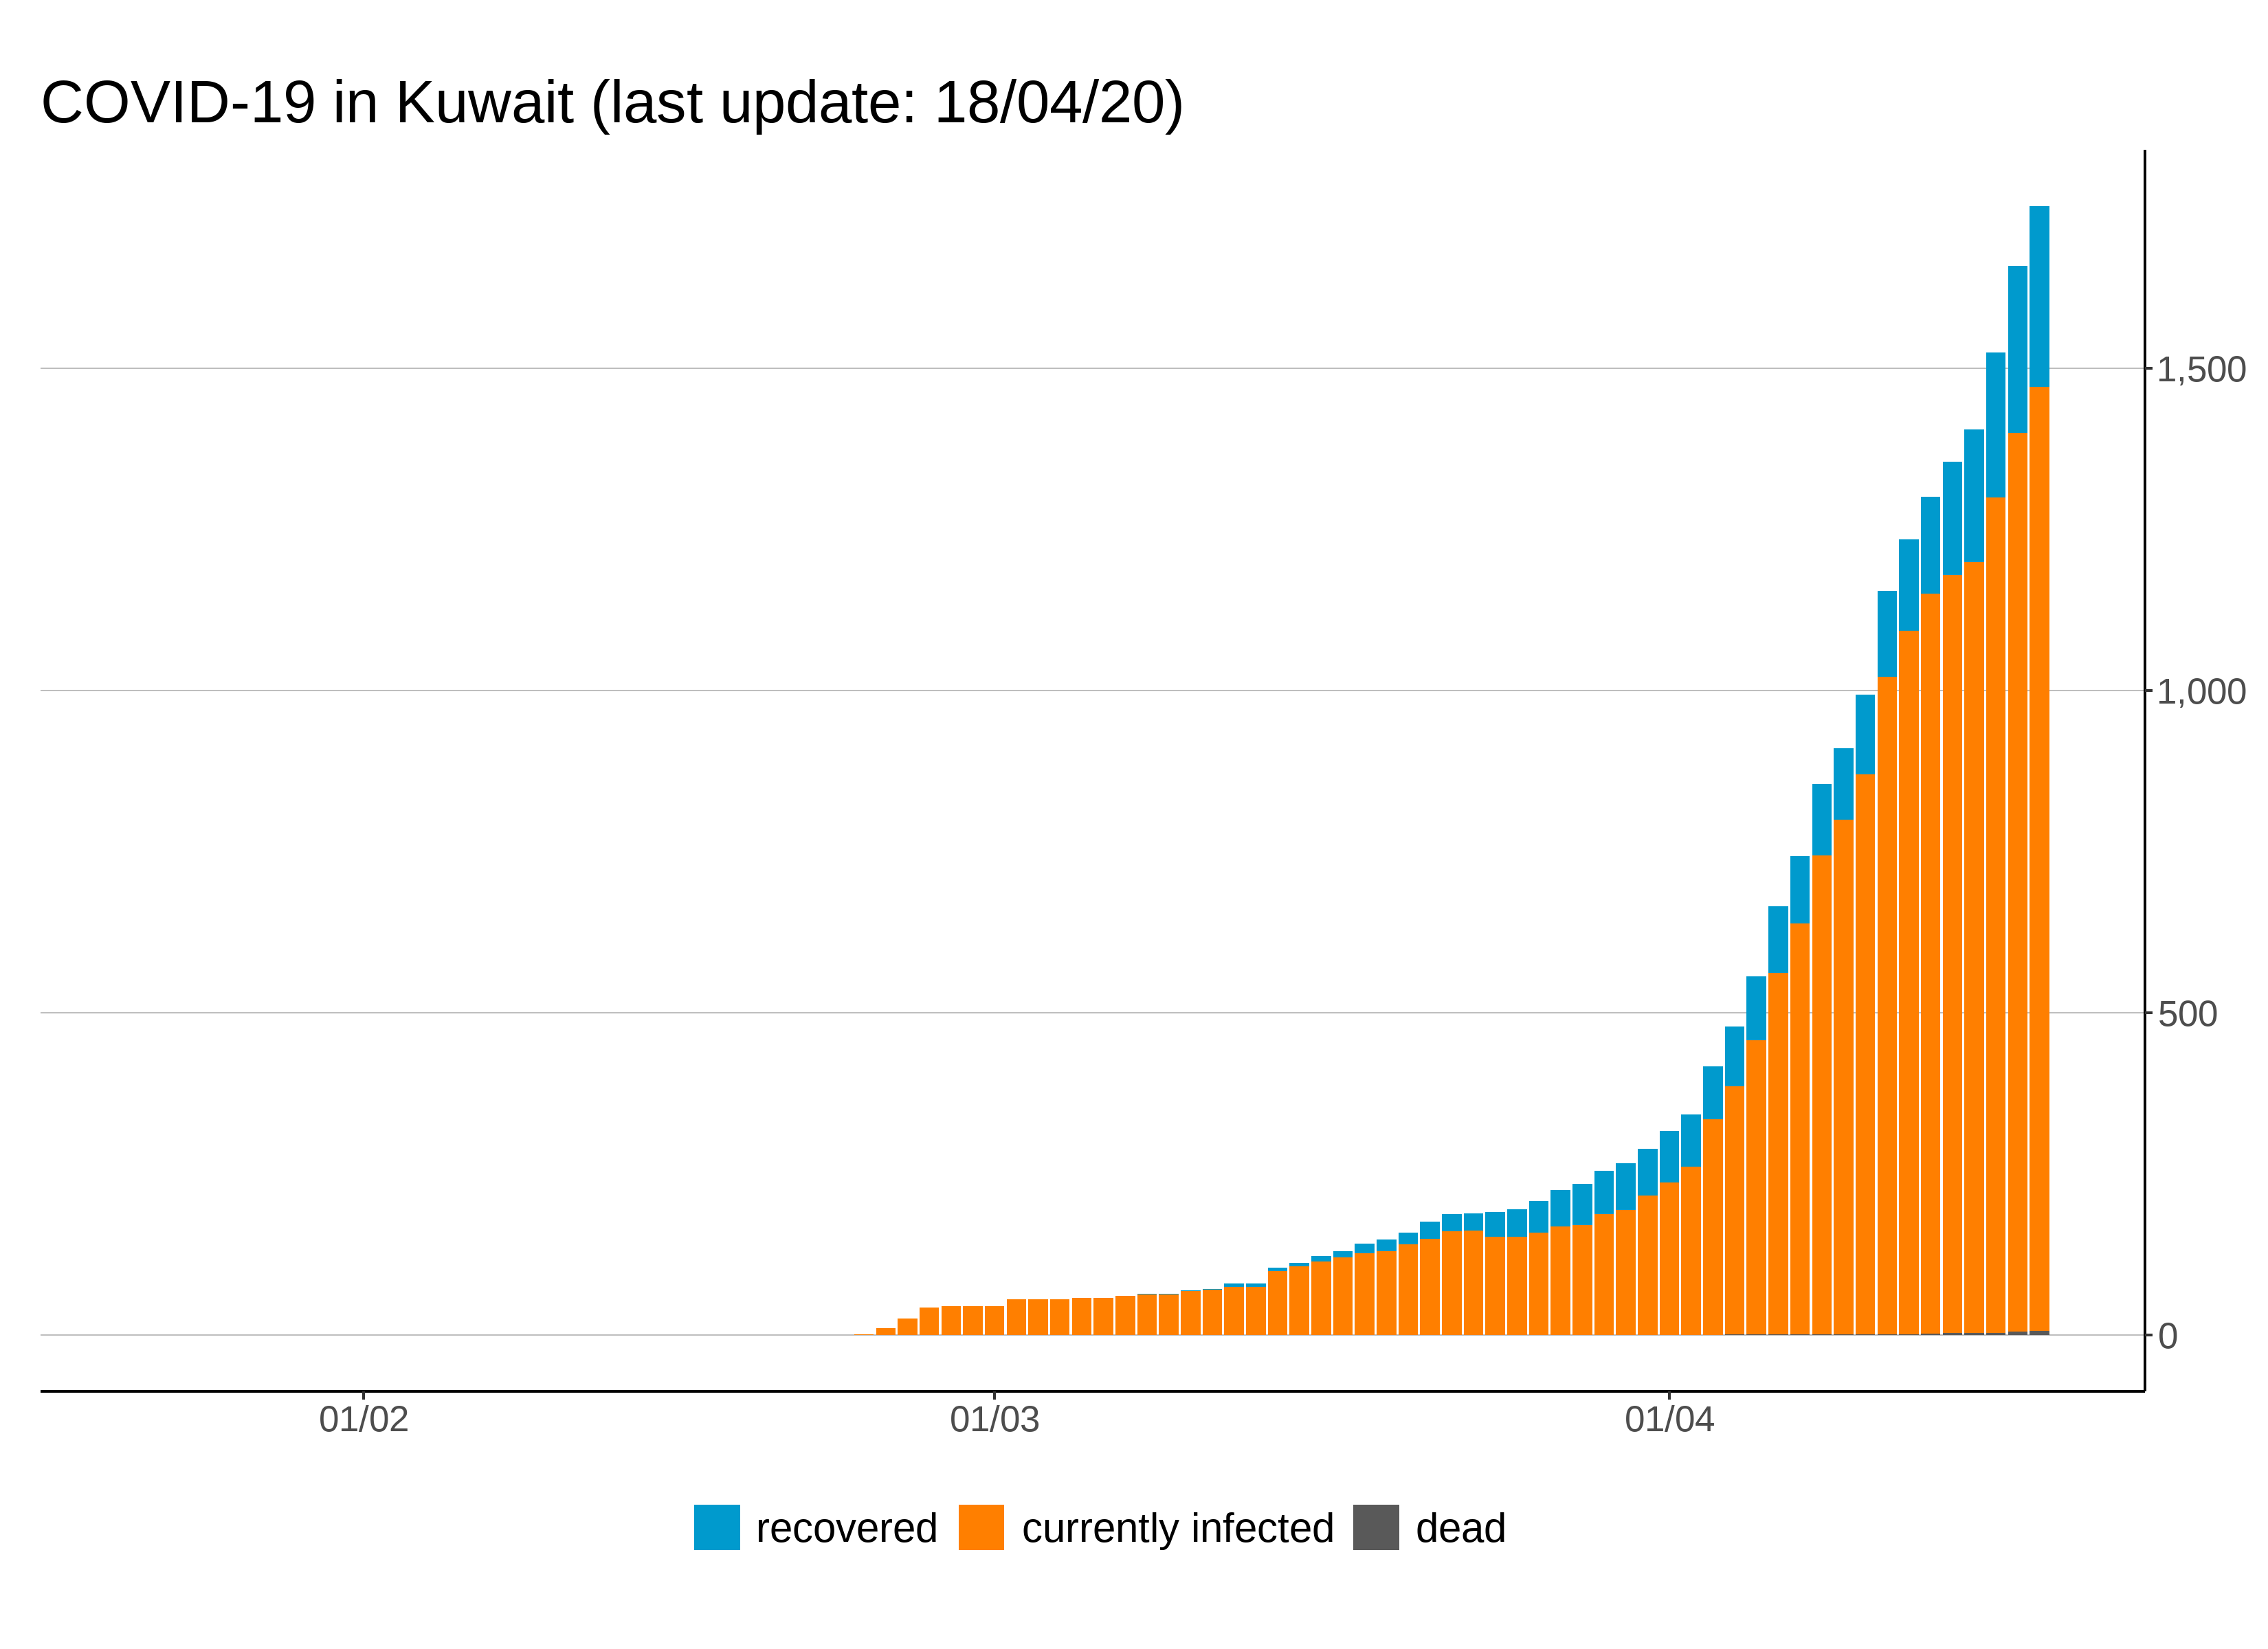 COVID-19 in Kuwait (last update: 18/04/20)
1,500
1,000
500
0
01/02 01/03 01/04
recovered currently infected dead